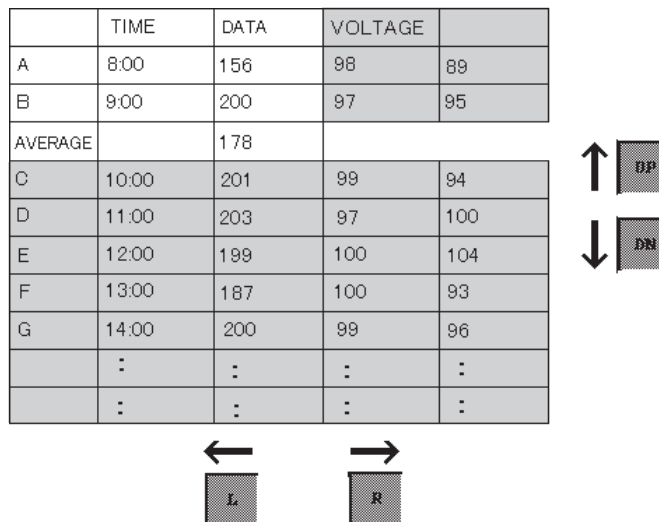 TIME DATA VOLTAGE
A 8:00 156 98 89
B 9:00 200 97 95
AVERAGE 178
C 10:00 201 99 94
D 11:00 203 97 100
E 12:00 199 100 104
F 13:00 187 100 93
G 14:00 200 99 96
: : : :
: : : :
DP
DN
L R